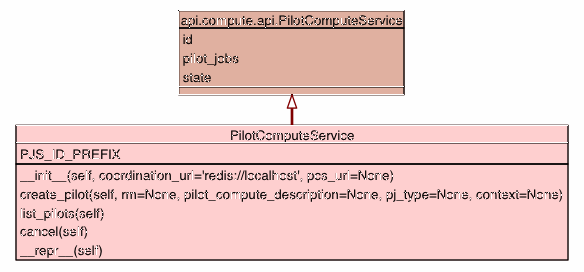 api.compute.api.PilotComputeService
id
pilot_jobs
state
PilotComputeService
PJS_ID_PREFIX
__init__(self, coordination_url='redis://localhost', pcs_url=None)
create_pilot(self, rm=None, pilot_compute_description=None, pj_type=None, context=None)
list_pilots(self)
cancel(self)
__repr__(self)